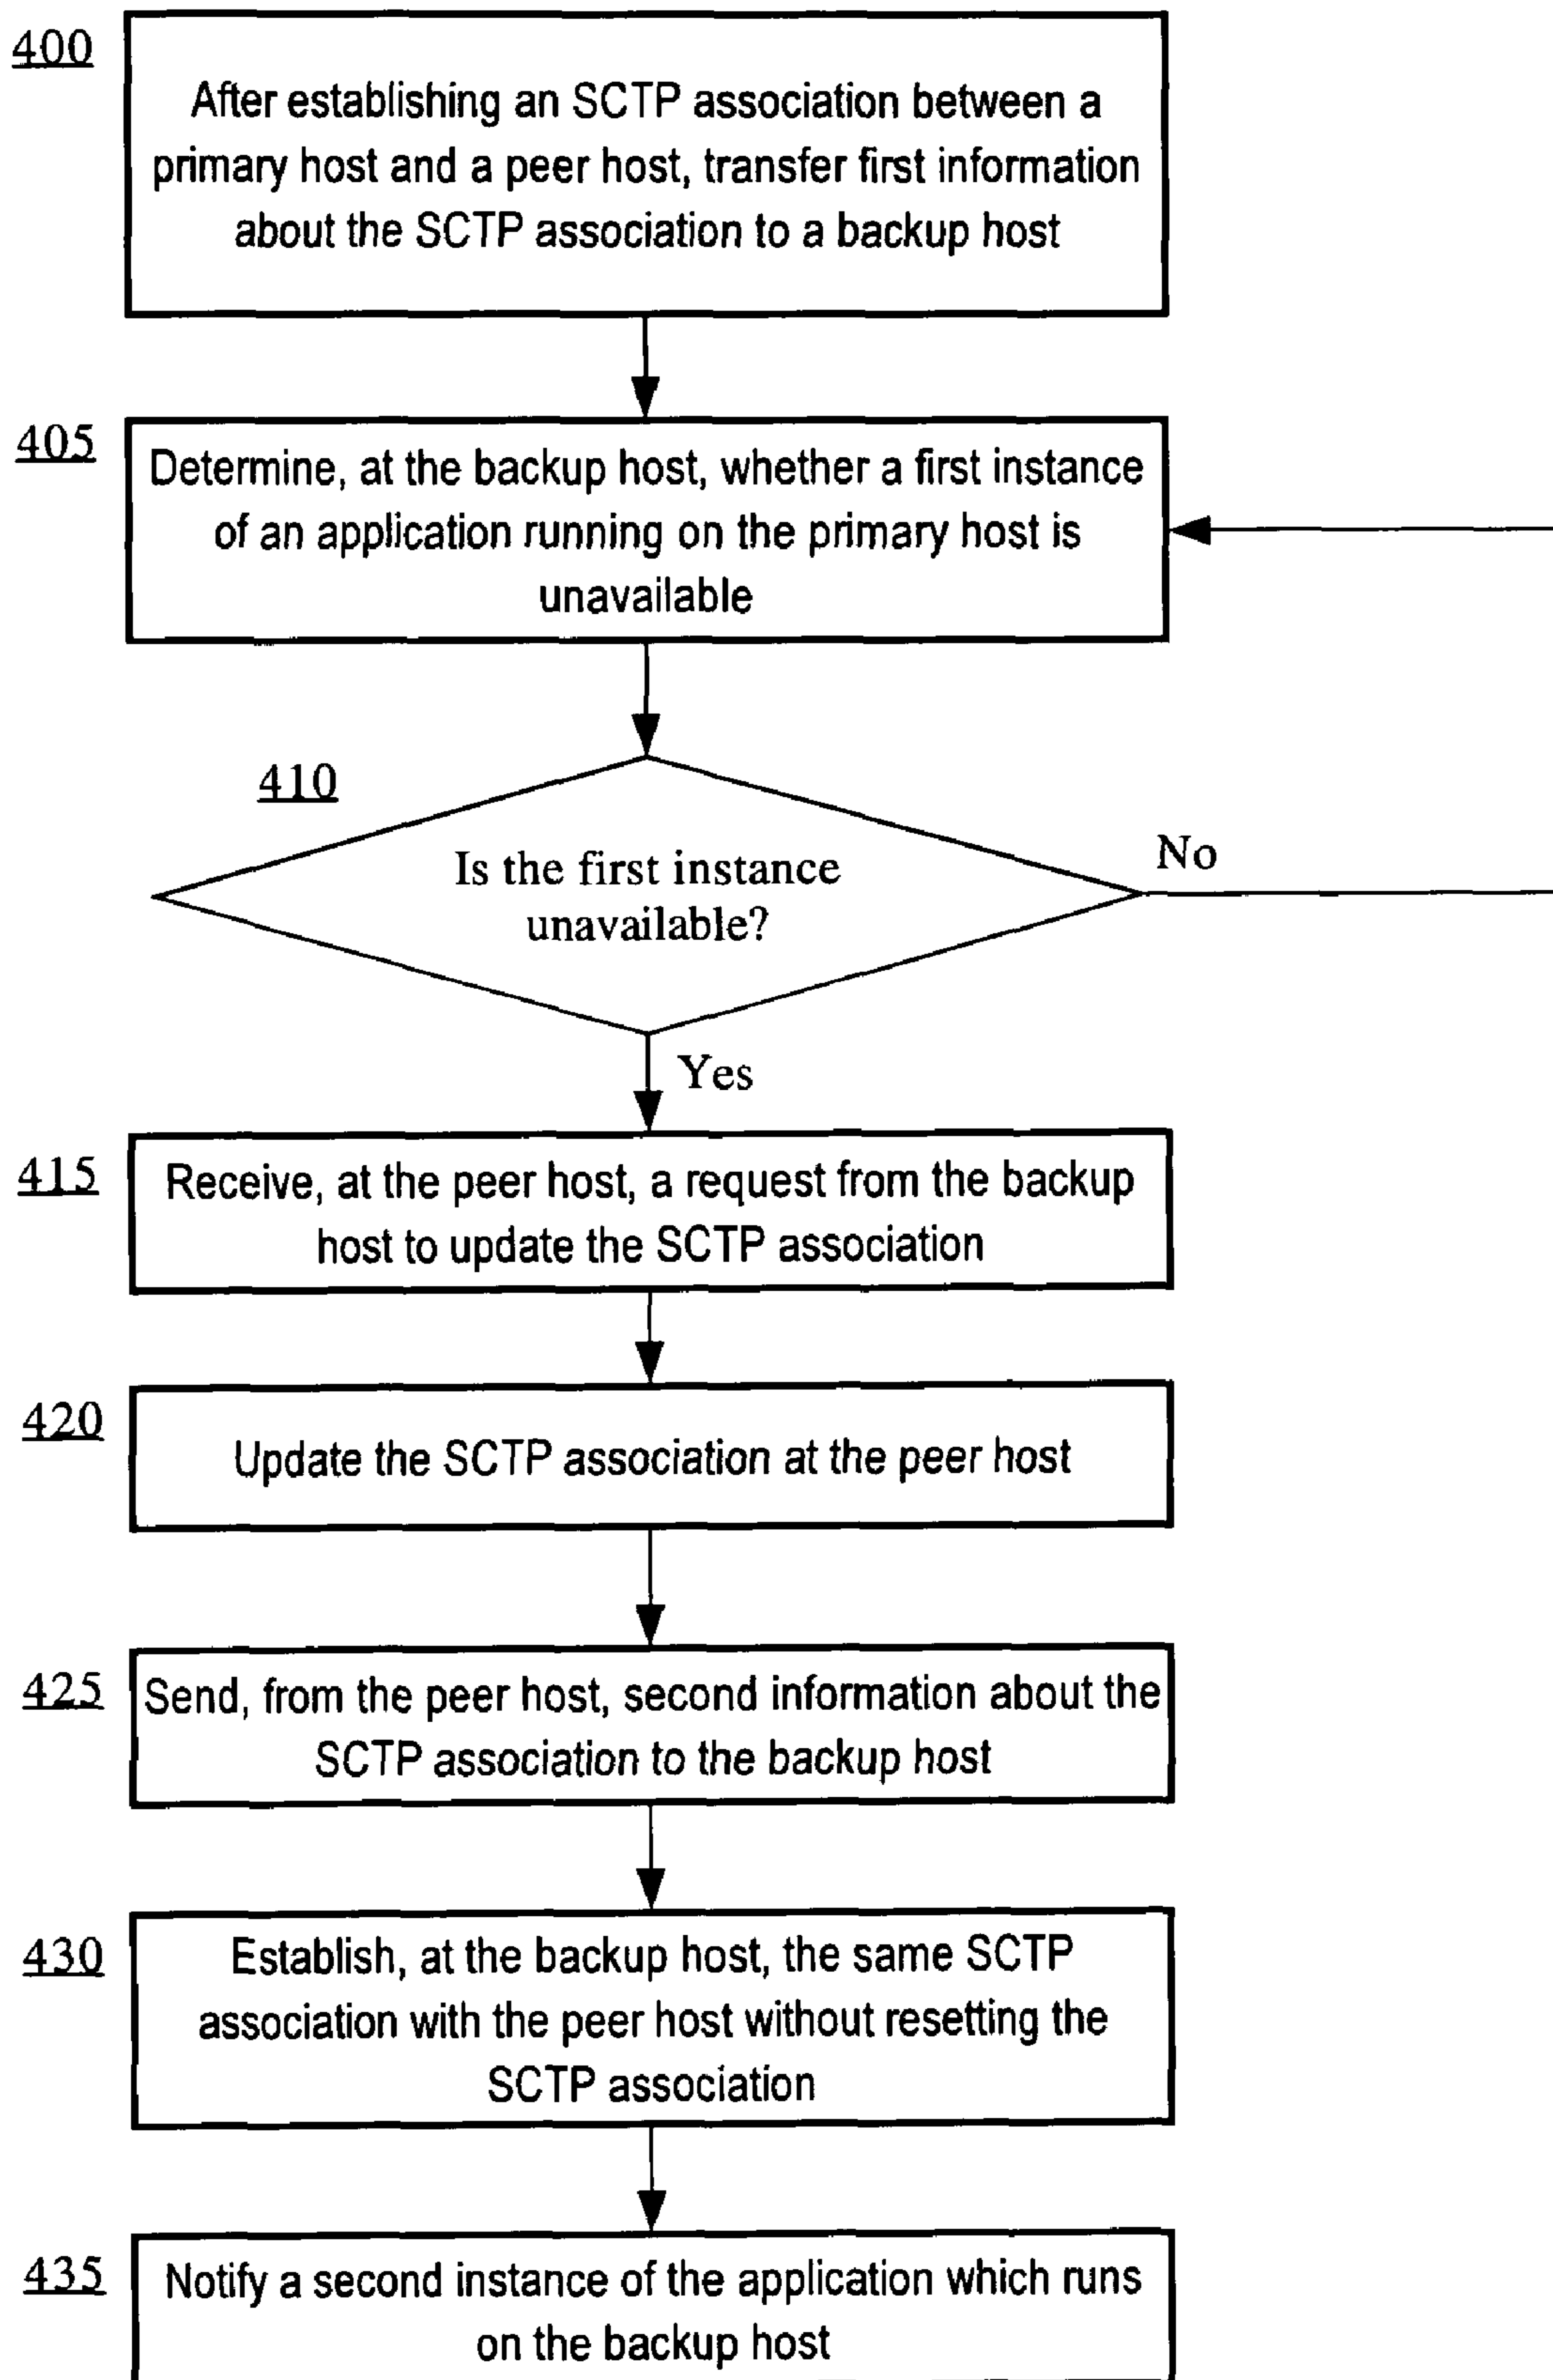 400
After establishing an SCTP association between a
primary host and a peer host, transfer first information
about the SCTP association to a backup host
405
Determine, at the backup host, whether a first instance
of an application running on the primary host is
unavailable
410
Is the first instance
unavailable?
No
Yes
415
Receive, at the peer host, a request from the backup
host to update the SCTP association
420
Update the SCTP association at the peer host
425
Send, from the peer host, second information about the
SCTP association to the backup host
430
Establish, at the backup host, the same SCTP
association with the peer host without resetting the
SCTP association
435
Notify a second instance of the application which runs
on the backup host